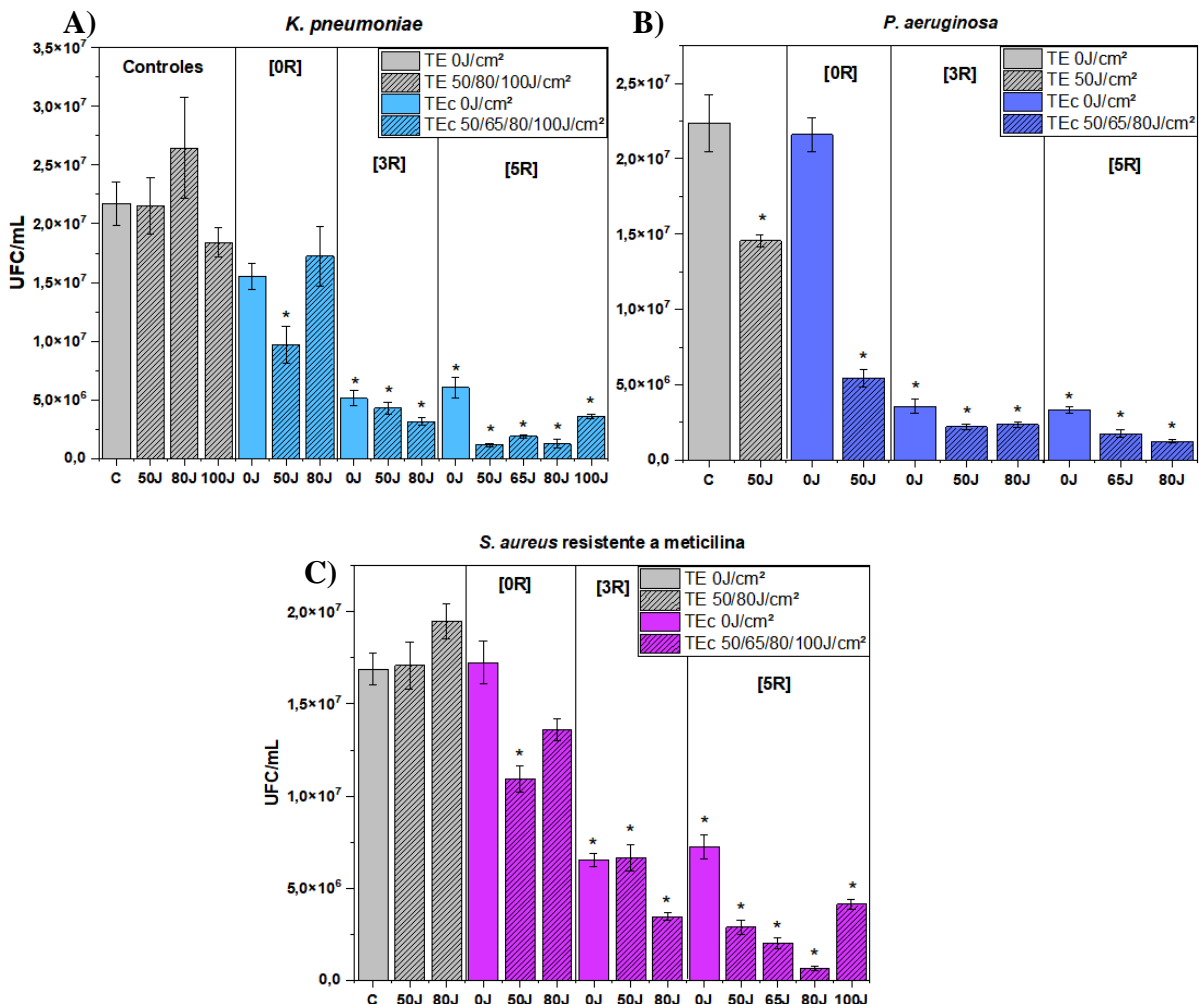 A)
K. pneumoniae
3,5×10⁷
3,0×10⁷
2,5×10⁷
2,0×10⁷
1,5×10⁷
1,0×10⁷
5,0×10⁶
0,0
UFC/mL
Controles
[0R]
[3R]
[5R]
TE 0J/cm²
TE 50/80/100J/cm²
TEc 0J/cm²
TEc 50/65/80/100J/cm²
* * * * * * * * *
C 50J 80J 100J 0J 50J 80J 0J 50J 80J 0J 50J 65J 80J 100J
B)
P. aeruginosa
2,5×10⁷
2,0×10⁷
1,5×10⁷
1,0×10⁷
5,0×10⁶
0,0
[0R]
[3R]
[5R]
TE 0J/cm²
TE 50J/cm²
TEc 0J/cm²
TEc 50/65/80J/cm²
* * * * * * * *
C 50J 0J 50J 0J 50J 80J 0J 65J 80J
C)
S. aureus resistente a meticilina
2,0×10⁷
1,5×10⁷
1,0×10⁷
5,0×10⁶
0,0
UFC/mL
[0R]
[3R]
[5R]
TE 0J/cm²
TE 50/80J/cm²
TEc 0J/cm²
TEc 50/65/80/100J/cm²
* * * * * * * * *
C 50J 80J 0J 50J 80J 0J 50J 80J 0J 50J 65J 80J 100J